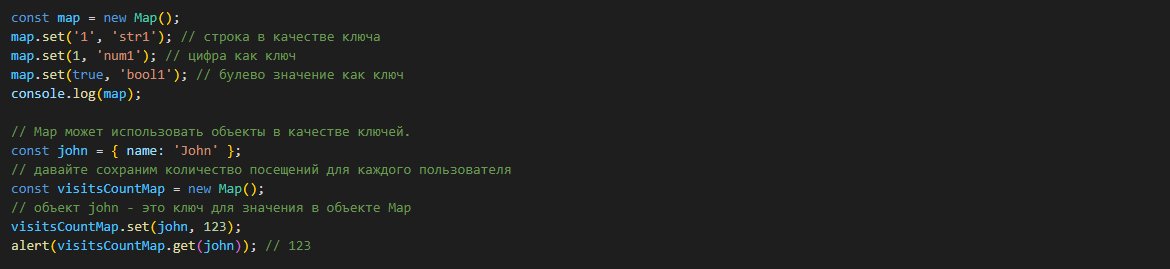 const map = new Map();
map.set('1', 'str1'); // строка в качестве ключа
map.set(1, 'num1'); // цифра как ключ
map.set(true, 'bool1'); // булево значение как ключ
console.log(map);
// Map может использовать объекты в качестве ключей.
const john = { name: 'John' };
// давайте сохраним количество посещений для каждого пользователя
const visitsCountMap = new Map();
// объект john - это ключ для значения в объекте Map
visitsCountMap.set(john, 123);
alert(visitsCountMap.get(john)); // 123